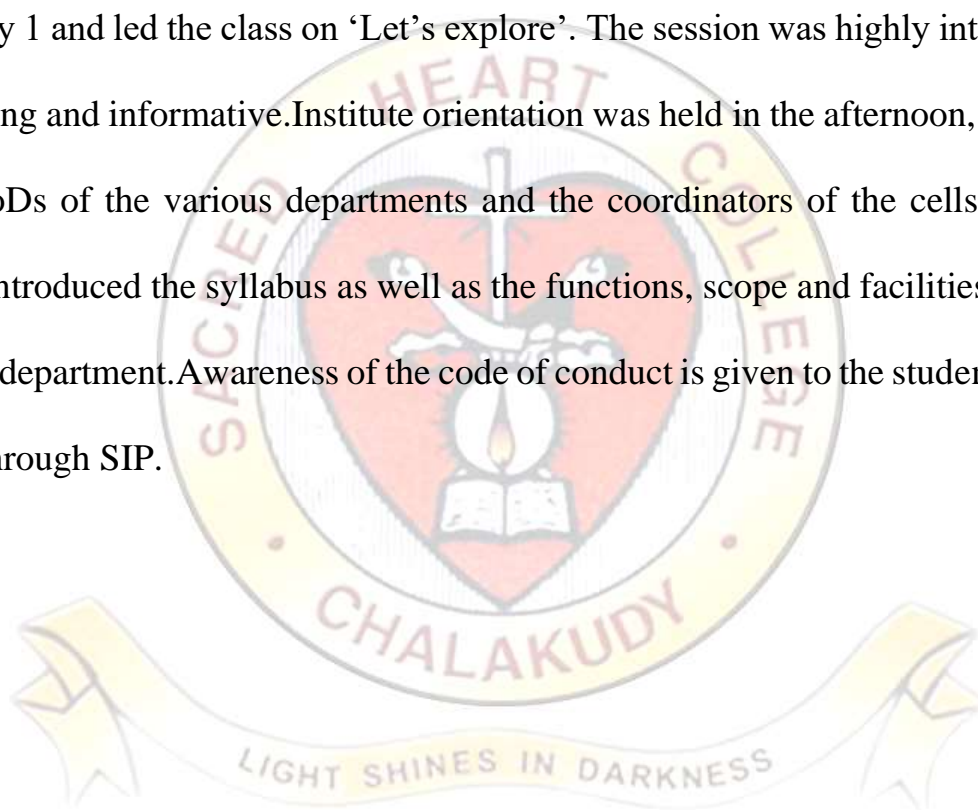 y 1 and led the class on ‘Let’s explore’. The session was highly int
ng and informative.Institute orientation was held in the afternoon,
oDs of the various departments and the coordinators of the cells
ntroduced the syllabus as well as the functions, scope and facilities
department.Awareness of the code of conduct is given to the studen
hrough SIP.
SACRED HEART COLLEGE
CHALAKUDY
LIGHT SHINES IN DARKNESS